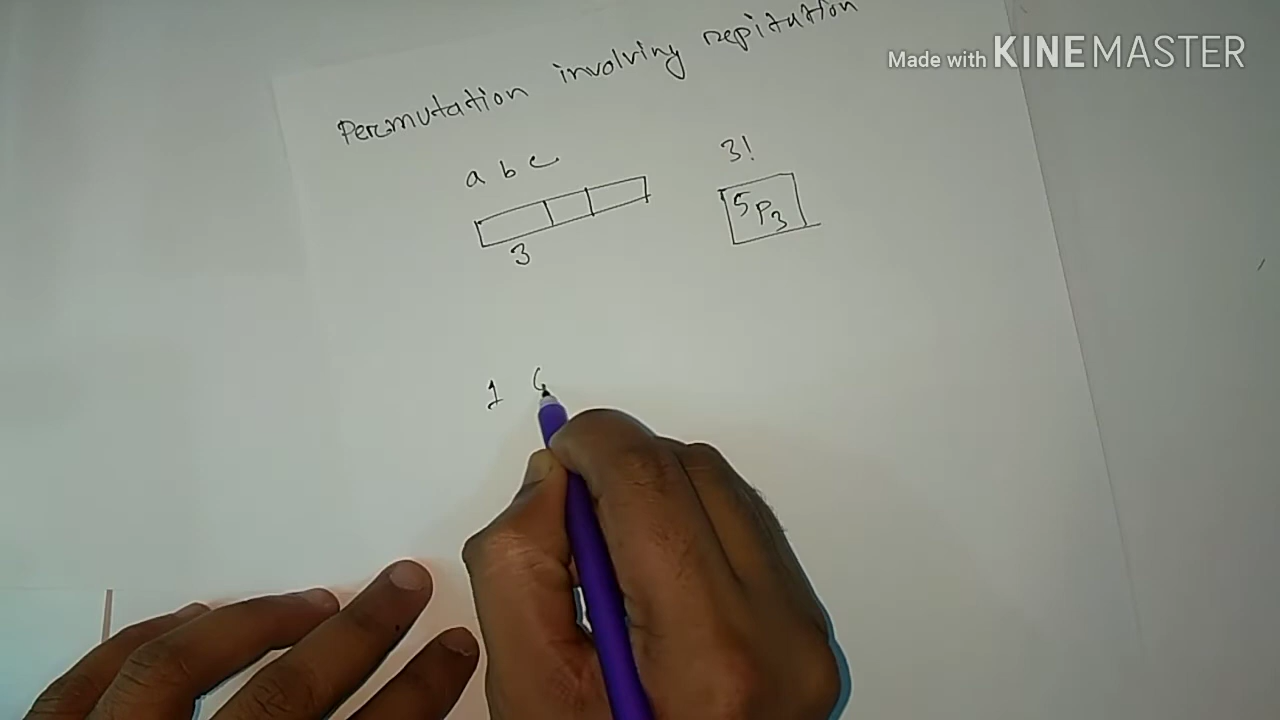 Made with KINEMASTER
Permutation involving repitation
a b c
3!
5P3
3
1